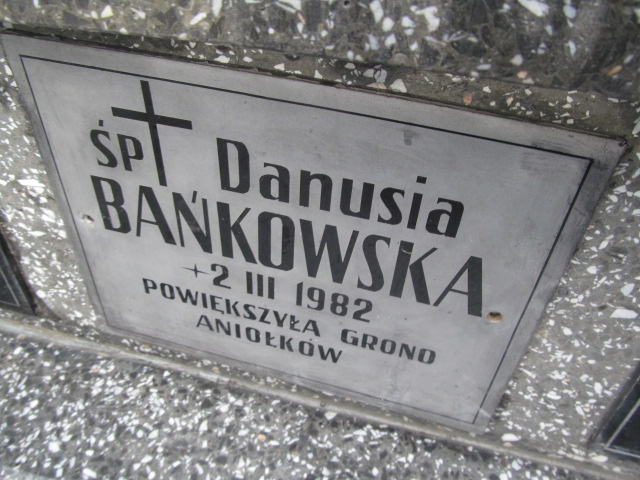 ŚP Danusia
BAŃKOWSKA
+2 III 1982
POWIĘKSZYŁA GRONO
ANIOŁKÓW